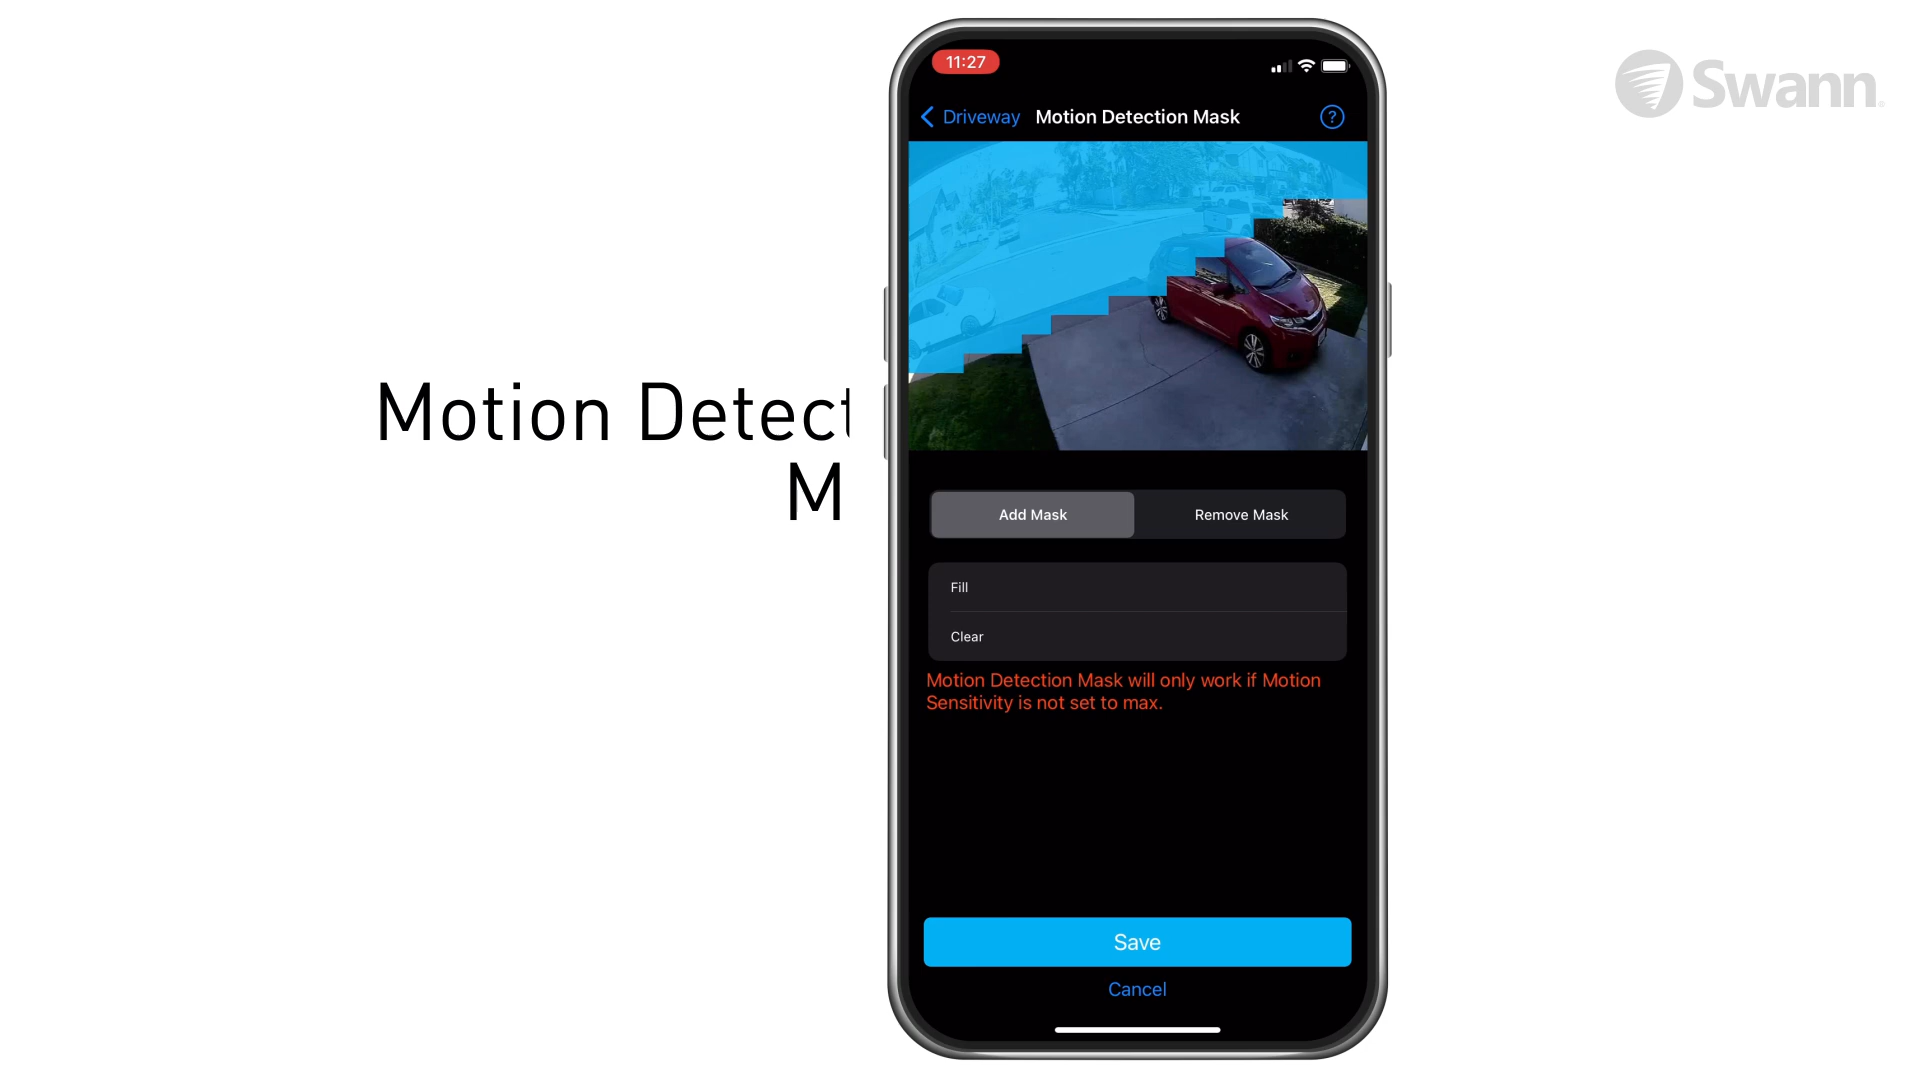 11:27
Swann
Driveway Motion Detection Mask ?
Motion Detect
M
Add Mask Remove Mask
Fill
Clear
Motion Detection Mask will only work if Motion
Sensitivity is not set to max.
Save
Cancel